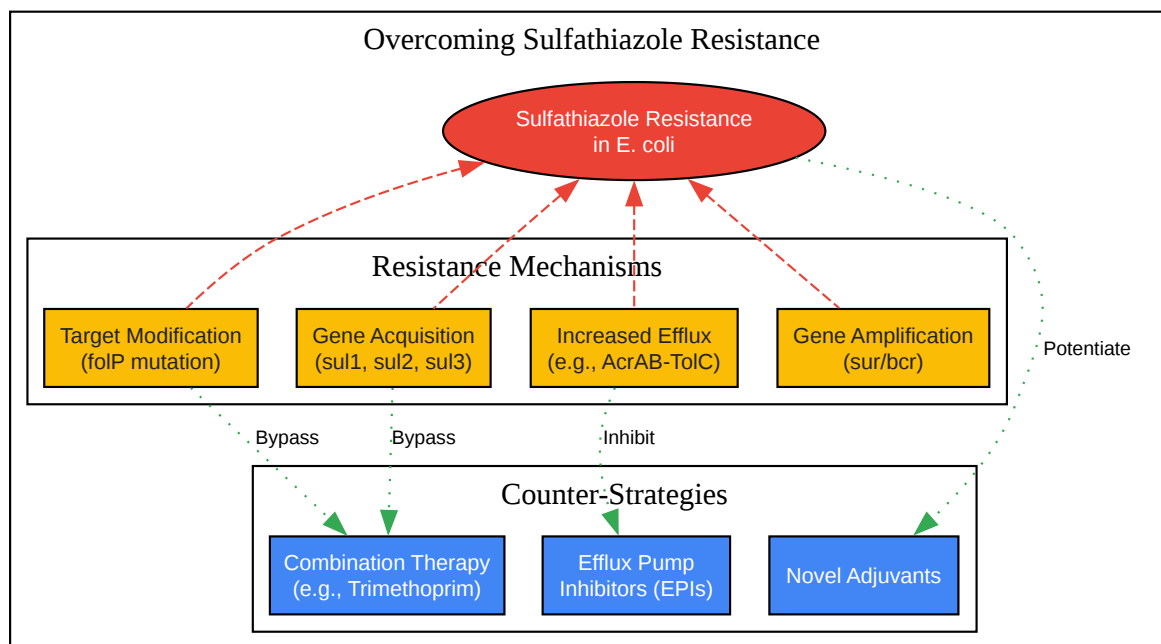 Overcoming Sulfathiazole Resistance
Sulfathiazole Resistance
in E. coli
Resistance Mechanisms
Target Modification
(folP mutation)
Gene Acquisition
(sul1, sul2, sul3)
Increased Efflux
(e.g., AcrAB-TolC)
Gene Amplification
(sur/bcr)
Potentiate
Bypass
Bypass
Inhibit
Counter-Strategies
Combination Therapy
(e.g., Trimethoprim)
Efflux Pump
Inhibitors (EPIs)
Novel Adjuvants